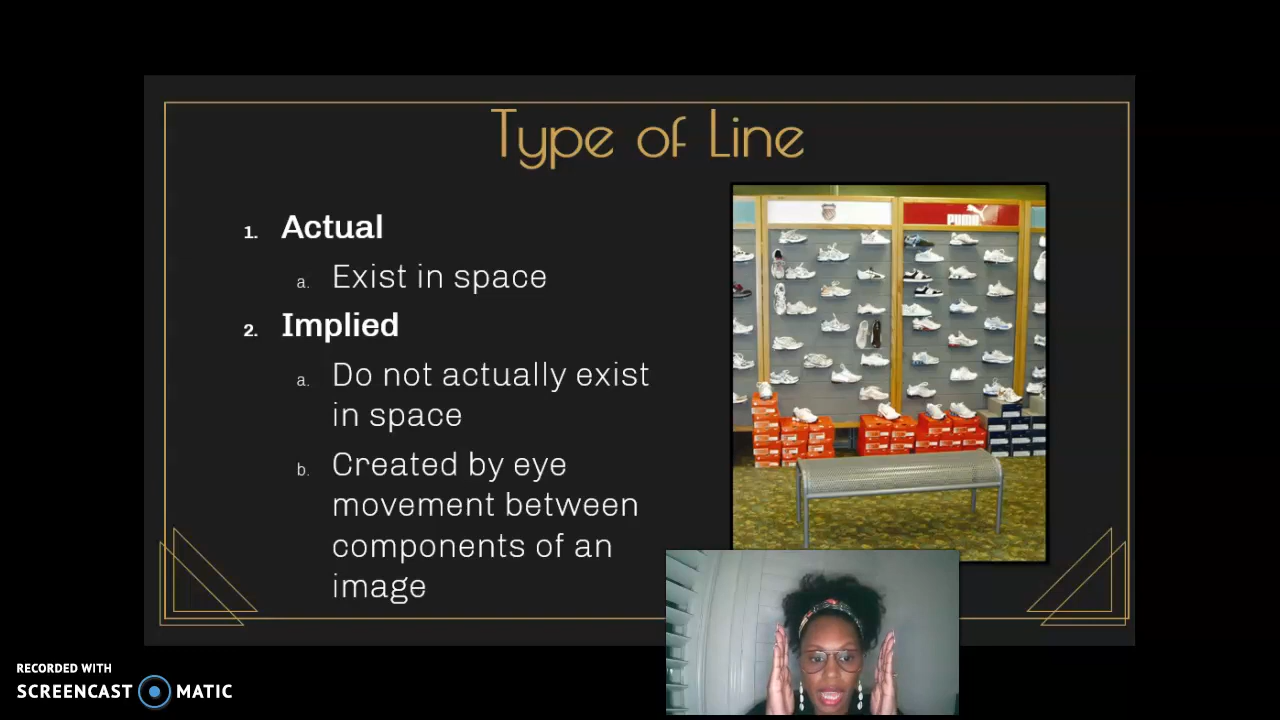 Type of Line
1. Actual
a. Exist in space
2. Implied
a. Do not actually exist
in space
b. Created by eye
movement between
components of an
image
PUMA
RECORDED WITH
SCREENCAST MATIC